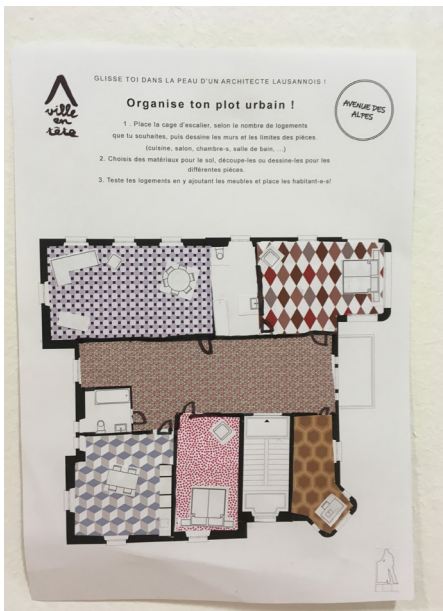 GLISSE TOI DANS LA PEAU D'UN ARCHITECTE LAUSANNOIS !
ville
en
tête
Organise ton plot urbain !
AVENUE DES
ALPES
1 . Place la cage d'escalier, selon le nombre de logements
que tu souhaites, puis dessine les murs et les limites des pièces.
(cuisine, salon, chambre-s, salle de bain, ...)
2. Choisis des matériaux pour le sol, découpe-les ou dessine-les pour les
différentes pièces.
3. Teste tes logements en y ajoutant les meubles et place les habitant-e-s!